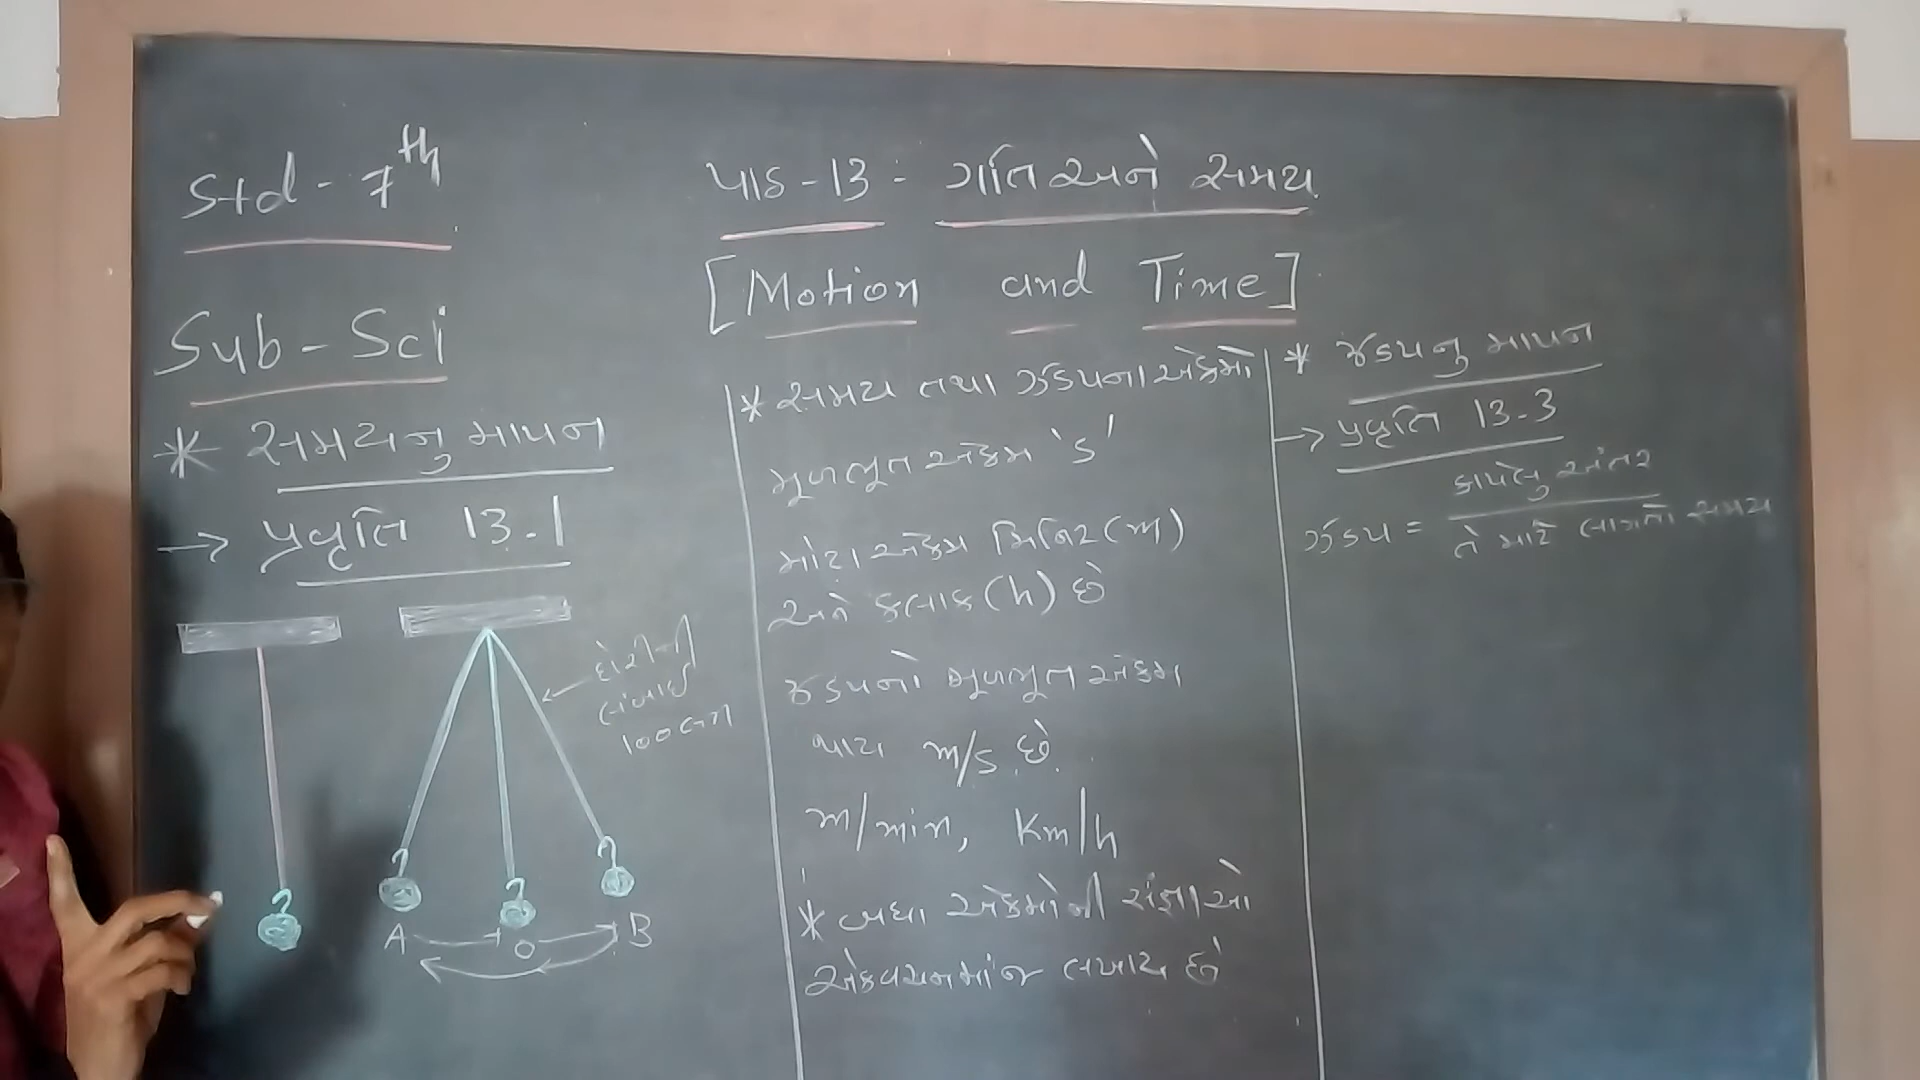 Std - 7th
પાઠ - 13 : ગતિ અને સમય
[Motion and Time]
Sub - Sci
* સમયનુ માપન
→ પ્રવૃતિ 13.1
દોરીની
લંબાઈ
100 સેમ
A O B
* સમય તથા ઝડપના એકમો
મૂળભૂત એકમ 's'
મોટા એકમ મિનિટ (m)
અને કલાક (h) છે
ઝડપનો મૂળભૂત એકમ
માટા m/s છે.
m/min, Km/h
* બધા એકમોની સંજ્ઞાઓ
એકવચનમાંજ લખાય છે
* ઝડપનુ માપન
→ પ્રવૃતિ 13.3
ઝડપ = કાપેલુ અંતર
તે માટે લાગતો સમય